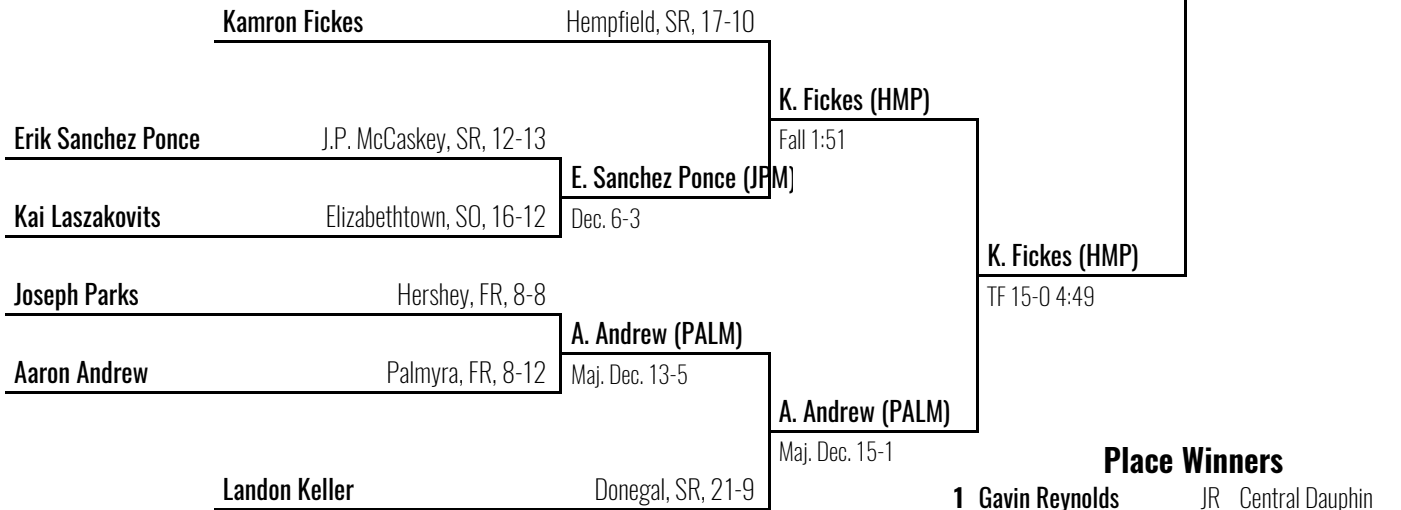 Kamron Fickes Hempfield, SR, 17-10
K. Fickes (HMP)
Erik Sanchez Ponce J.P. McCaskey, SR, 12-13
Fall 1:51
E. Sanchez Ponce (JPM)
Kai Laszakovits Elizabethtown, SO, 16-12
Dec. 6-3
K. Fickes (HMP)
Joseph Parks Hershey, FR, 8-8
TF 15-0 4:49
A. Andrew (PALM)
Aaron Andrew Palmyra, FR, 8-12
Maj. Dec. 13-5
A. Andrew (PALM)
Maj. Dec. 15-1
Place Winners
Landon Keller Donegal, SR, 21-9
1 Gavin Reynolds JR Central Dauphin